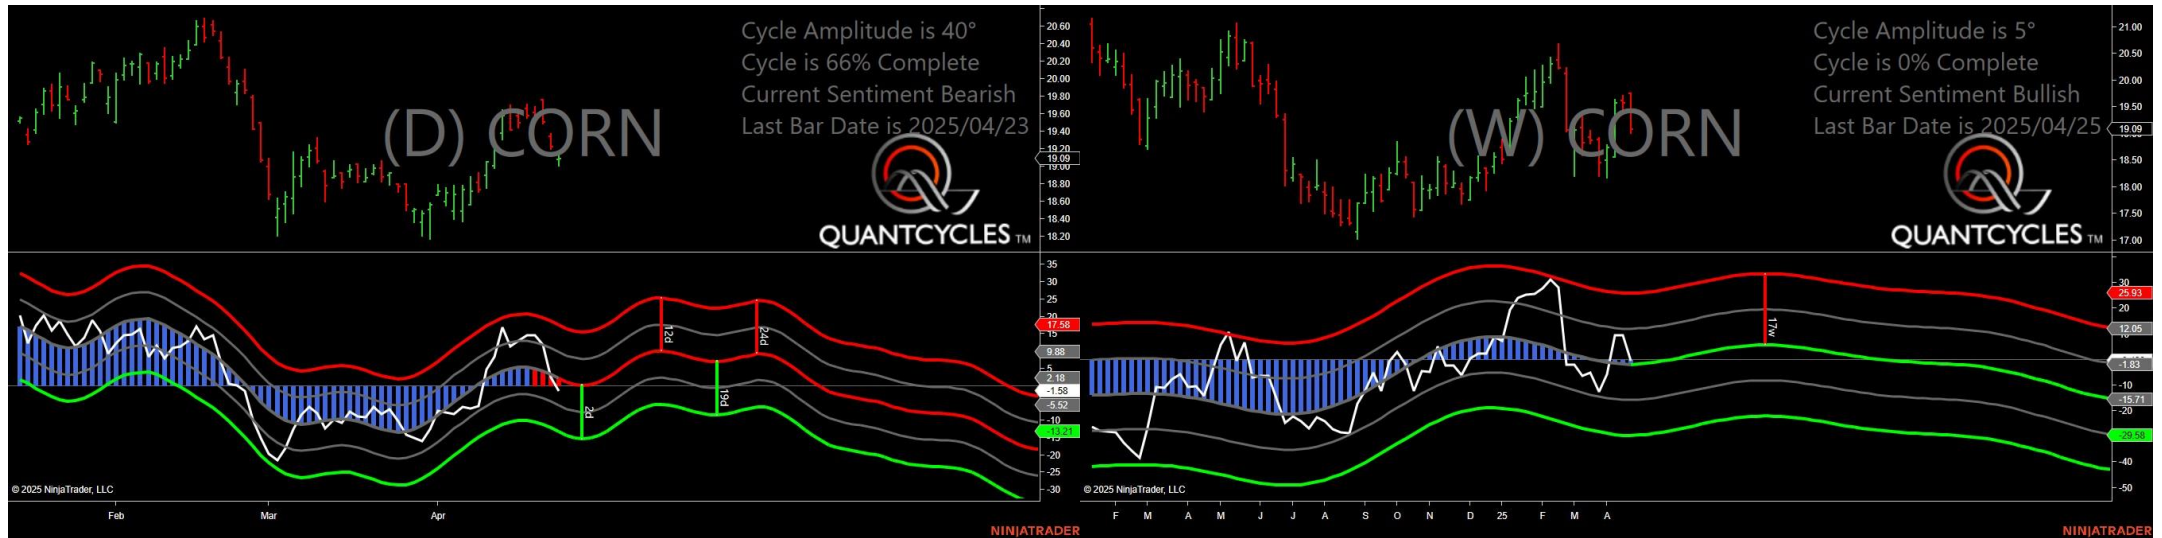 Cycle Amplitude is 40°
Cycle is 66% Complete
Current Sentiment Bearish
Last Bar Date is 2025/04/23
(D) CORN
QUANTCYCLES TM
20.60
20.40
20.20
20.00
19.80
19.60
19.40
19.20
19.09
19.00
18.80
18.60
18.40
18.20
35
30
25
20
17.58
15
9.88
5
2.18
-1.58
-5.52
-10
-13.21
-15
-20
-25
-30
12d
24d
2d
19d
© 2025 NinjaTrader, LLC
Feb
Mar
Apr
NINJATRADER
Cycle Amplitude is 5°
Cycle is 0% Complete
Current Sentiment Bullish
Last Bar Date is 2025/04/25
(W) CORN
QUANTCYCLES TM
21.00
20.50
20.00
19.50
19.09
18.50
18.00
17.50
17.00
30
25.93
20
12.05
-1.83
-10
-15.71
-20
-29.58
-40
-50
17w
© 2025 NinjaTrader, LLC
F
M
A
M
J
J
A
S
O
N
D
25
F
M
A
NINJATRADER